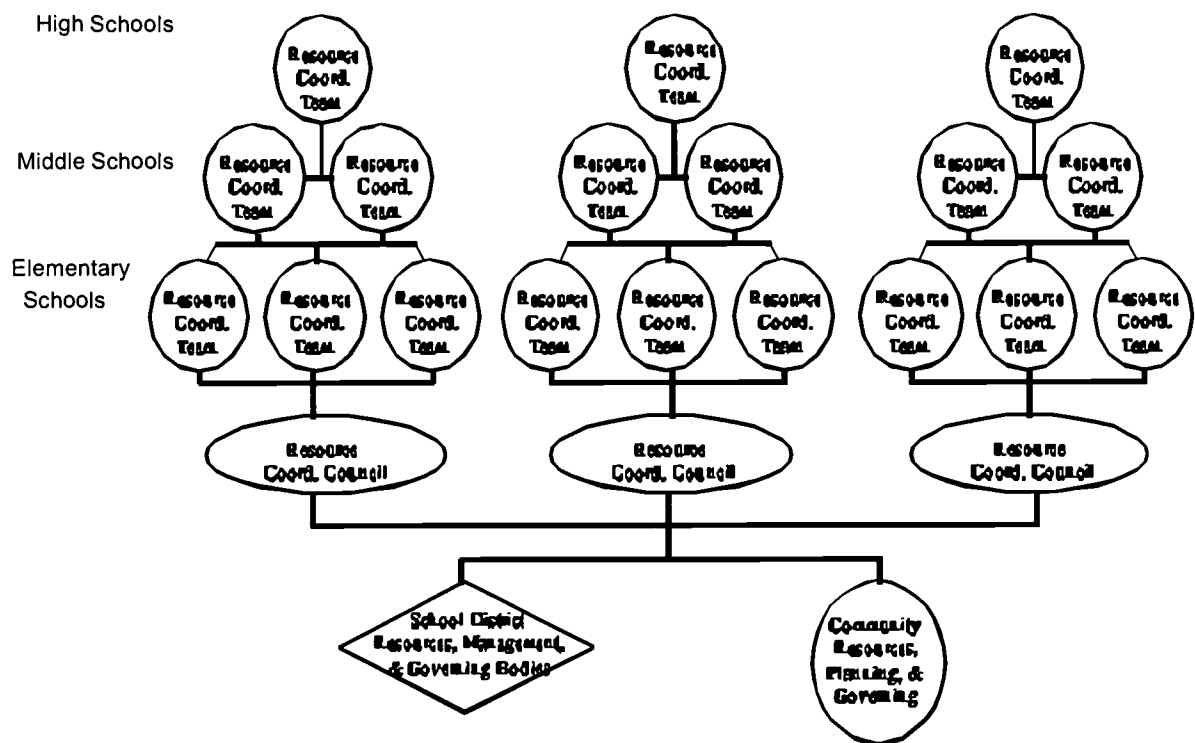 High Schools
Resource
Coord.
Team
Resource
Coord.
Team
Resource
Coord.
Team
Middle Schools
Resource
Coord.
Team
Resource
Coord.
Team
Resource
Coord.
Team
Resource
Coord.
Team
Resource
Coord.
Team
Resource
Coord.
Team
Elementary
Schools
Resource
Coord.
Team
Resource
Coord.
Team
Resource
Coord.
Team
Resource
Coord.
Team
Resource
Coord.
Team
Resource
Coord.
Team
Resource
Coord.
Team
Resource
Coord.
Team
Resource
Coord.
Team
Resource
Coord. Council
Resource
Coord. Council
Resource
Coord. Council
School District
Resources, Management,
& Governing Bodies
Community
Resources,
Planning, &
Governing